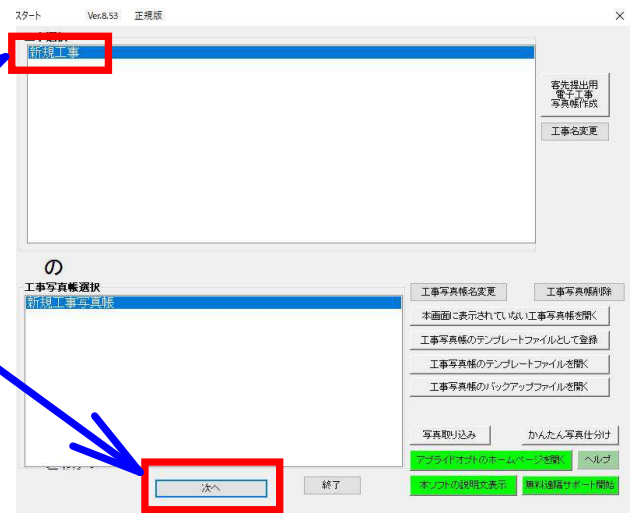 スタート Ver.8.53 正規版
新規工事
客先提出用
電子工事
写真帳作成
工事名変更
の
工事写真帳選択
新規工事写真帳
工事写真帳名変更 工事写真帳削除
本画面に表示されていない工事写真帳を開く
工事写真帳のテンプレートファイルとして登録
工事写真帳のテンプレートファイルを開く
工事写真帳のバックアップファイルを開く
写真取り込み かんたん写真仕分け
アプライドオプトのホームページを開く ヘルプ
次へ 終了 本ソフトの説明文表示 無料遠隔サポート開始